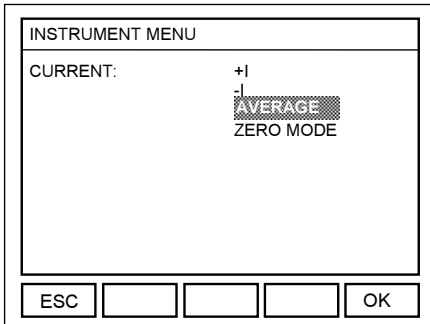 INSTRUMENT MENU
CURRENT: +I
-I
AVERAGE
ZERO MODE
ESC OK